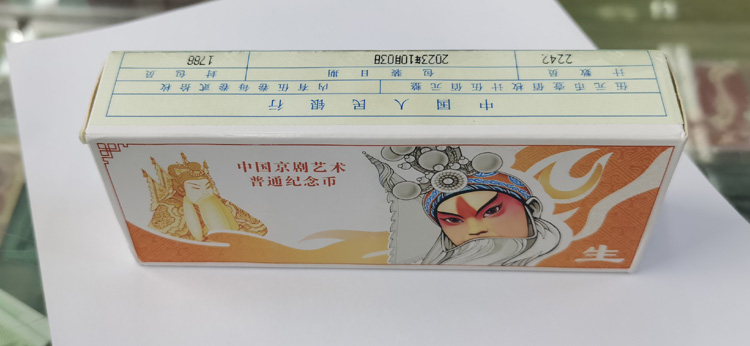 中国人民银行
伍元币壹佰枚计伍佰元整 内有伍卷每卷贰拾枚
计数员 包装日期 封包员
2242 2023年10月03日 1788
中国京剧艺术
普通纪念币
生